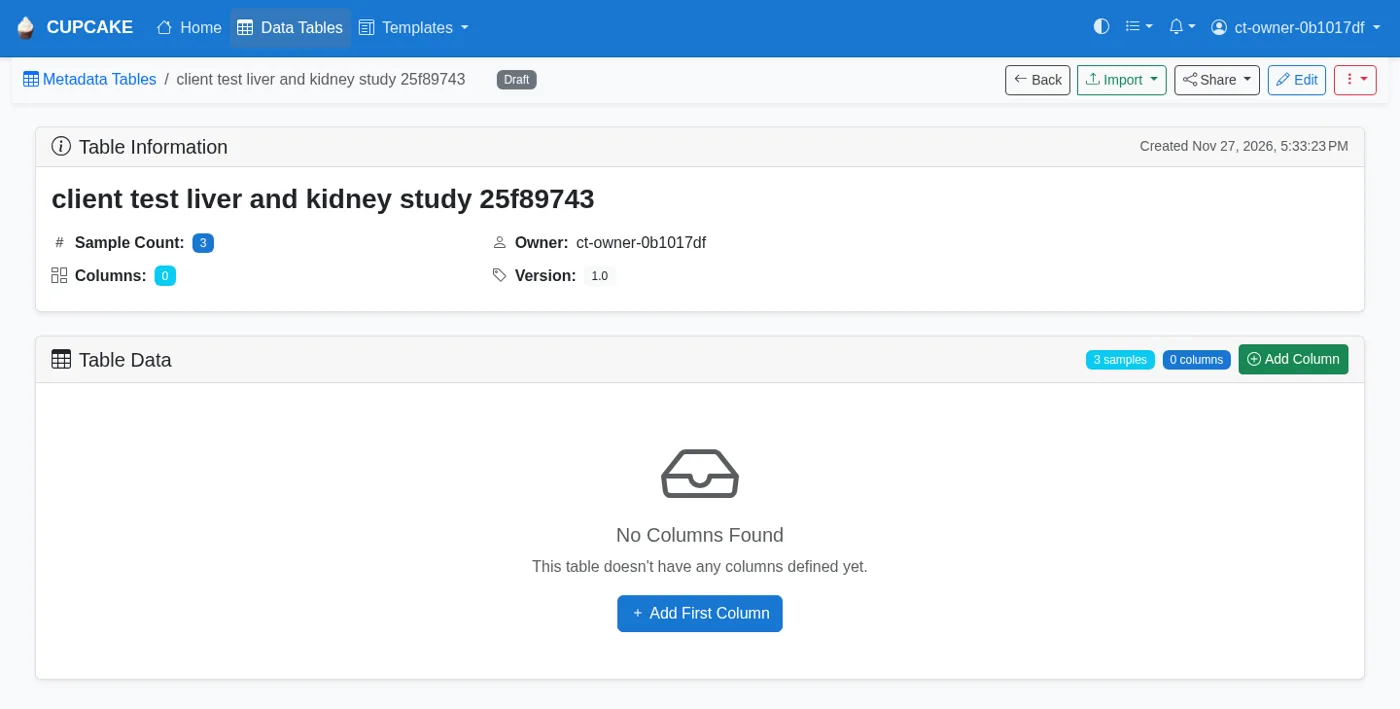 CUPCAKE Home Data Tables Templates ct-owner-0b1017df
Metadata Tables / client test liver and kidney study 25f89743 Draft Back Import Share Edit
Table Information Created Nov 27, 2026, 5:33:23 PM
client test liver and kidney study 25f89743
# Sample Count: 3 Owner: ct-owner-0b1017df
Columns: 0 Version: 1.0
Table Data 3 samples 0 columns Add Column
No Columns Found
This table doesn't have any columns defined yet.
+ Add First Column